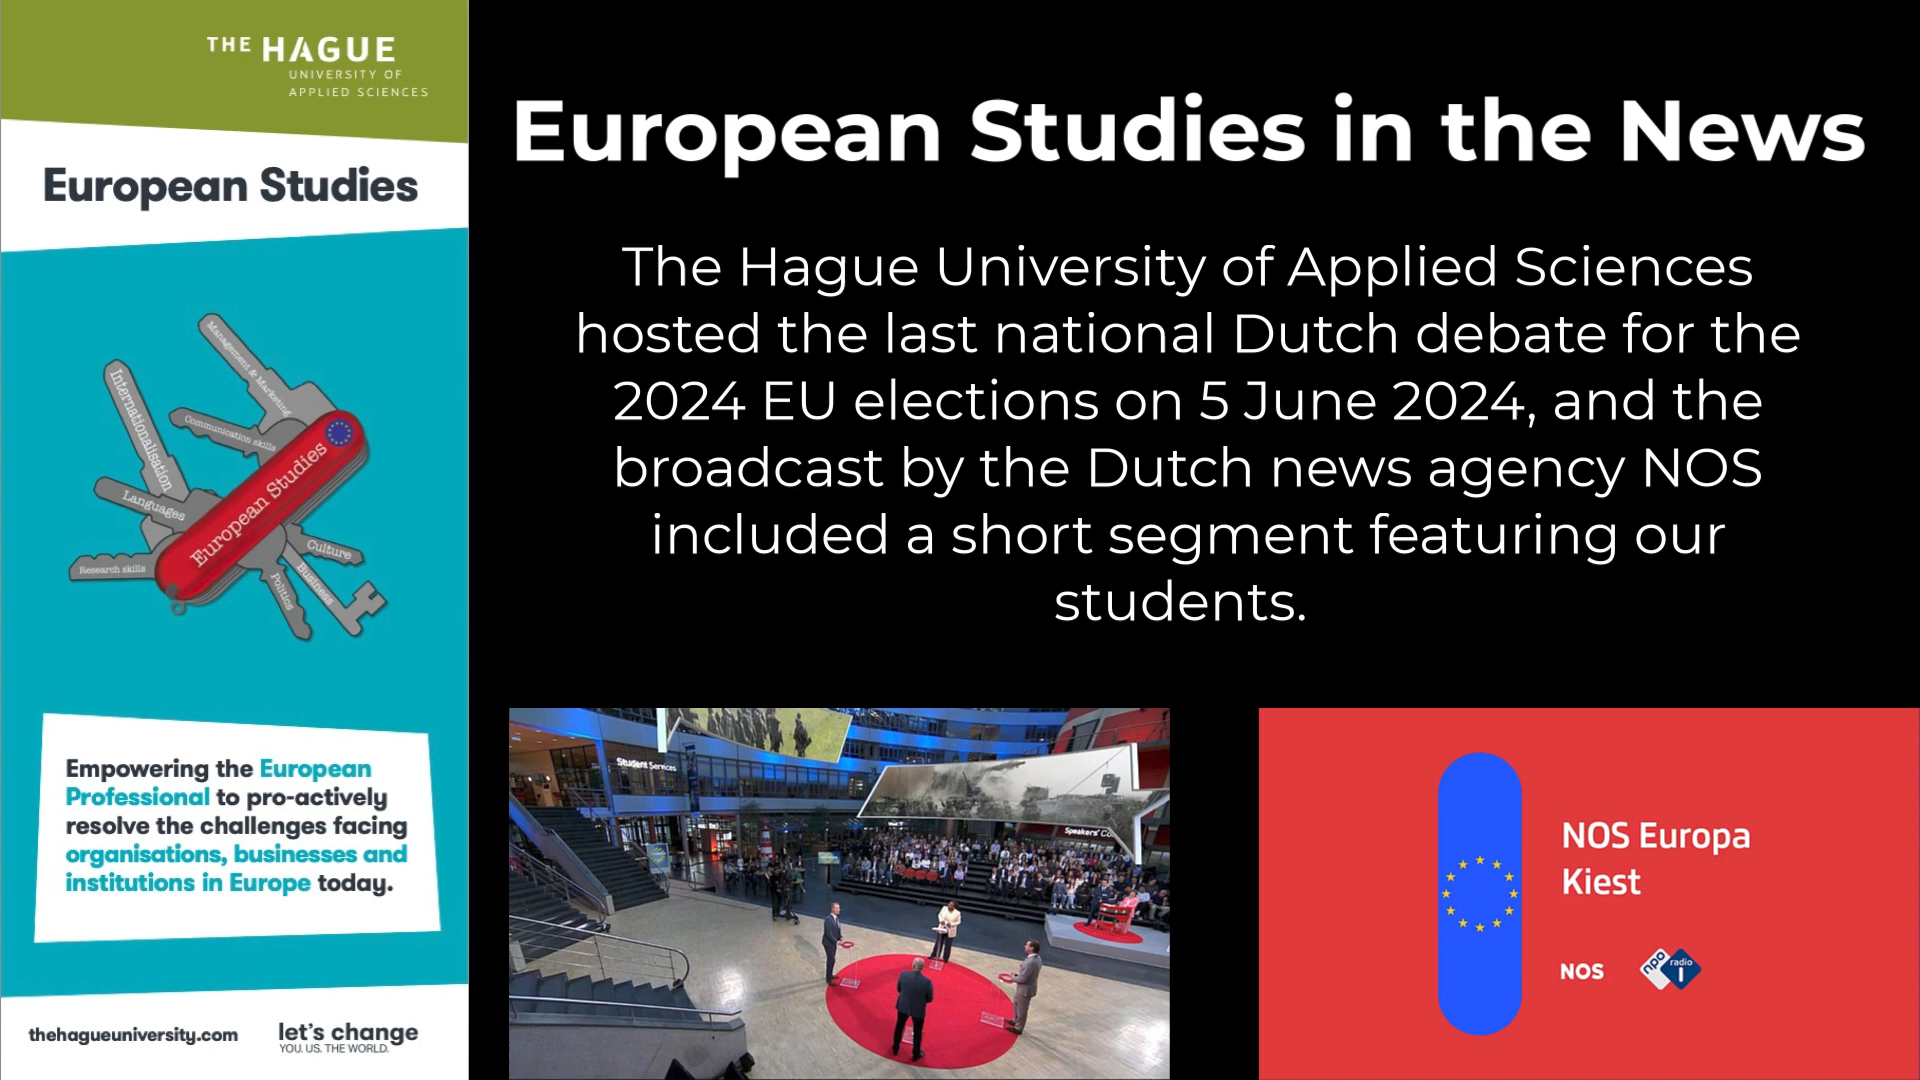 THE HAGUE
UNIVERSITY OF
APPLIED SCIENCES
European Studies
Management & Marketing
Internationalisation
Communication skills
Languages
European Studies
Research skills
Culture
Business
Politics
Empowering the European
Professional to pro-actively
resolve the challenges facing
organisations, businesses and
institutions in Europe today.
thehagueuniversity.com
let's change
YOU. US. THE WORLD.
European Studies in the News
The Hague University of Applied Sciences
hosted the last national Dutch debate for the
2024 EU elections on 5 June 2024, and the
broadcast by the Dutch news agency NOS
included a short segment featuring our
students.
Student Services
Speakers'
NOS Europa
Kiest
NOS
npo
radio
1